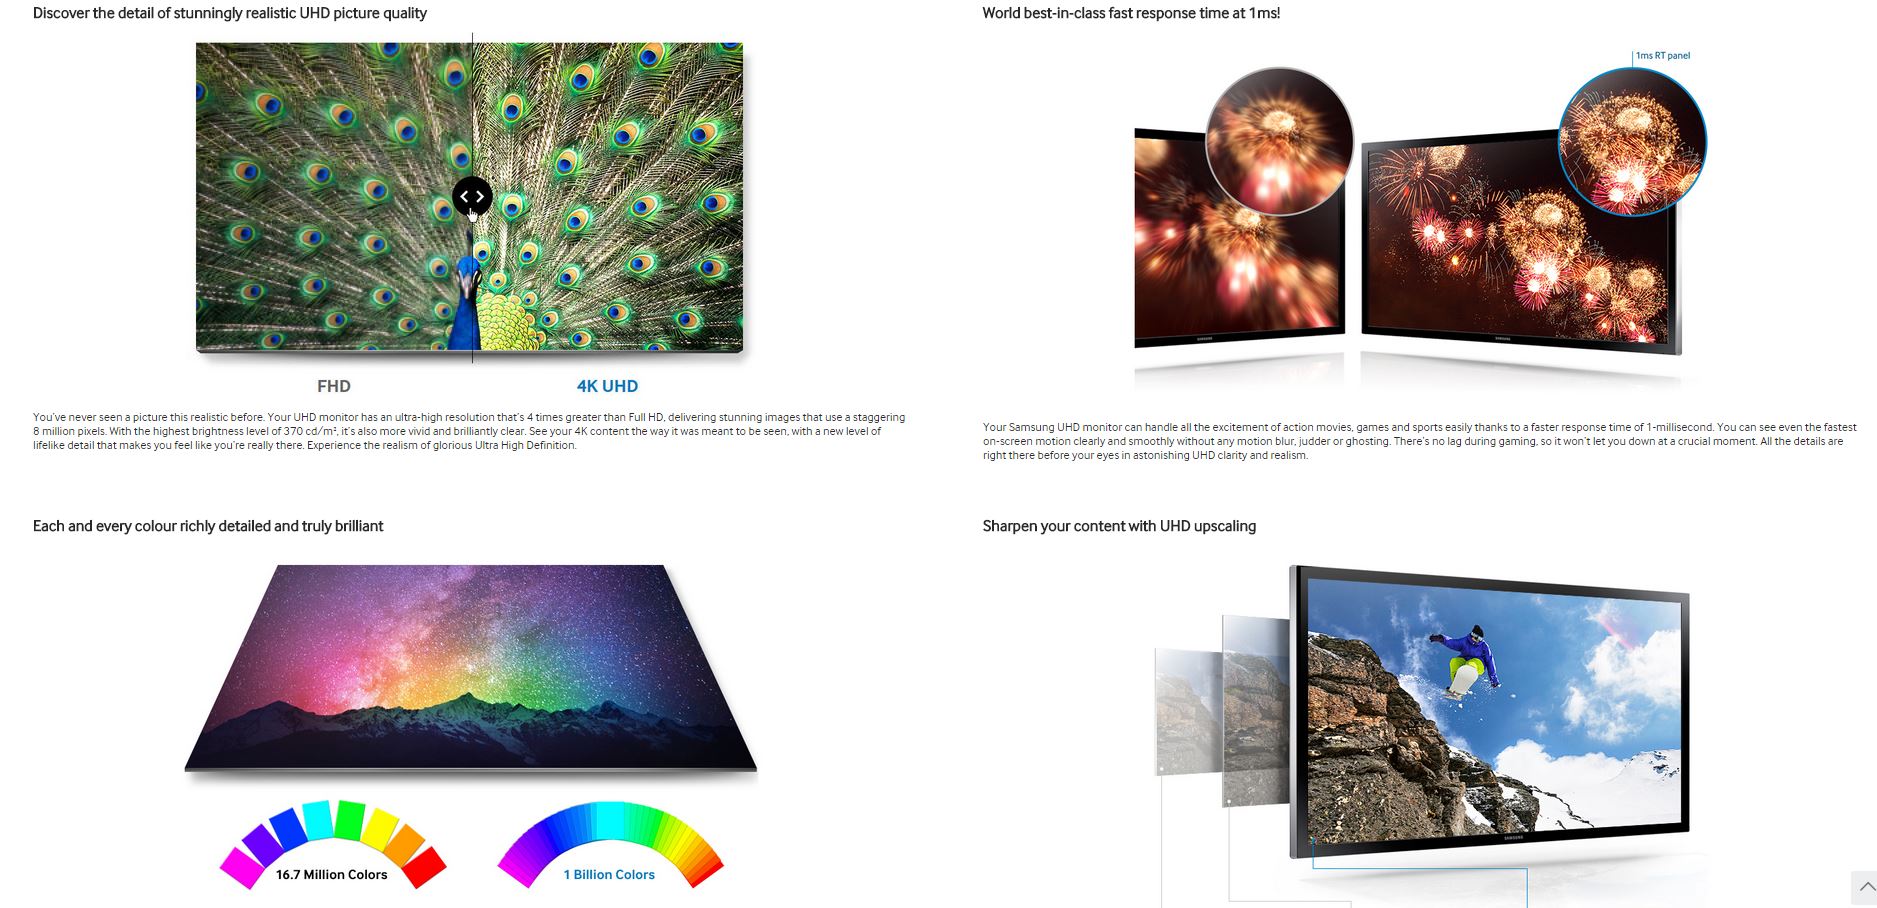 Discover the detail of stunningly realistic UHD picture quality
FHD
4K UHD
You've never seen a picture this realistic before. Your UHD monitor has an ultra-high resolution that's 4 times greater than Full HD, delivering stunning images that use a staggering
8 million pixels. With the highest brightness level of 370 cd/m², it's also more vivid and brilliantly clear. See your 4K content the way it was meant to be seen, with a new level of
lifelike detail that makes you feel like you're really there. Experience the realism of glorious Ultra High Definition.
World best-in-class fast response time at 1ms!
1ms RT panel
SAMSUNG
SAMSUNG
Your Samsung UHD monitor can handle all the excitement of action movies, games and sports easily thanks to a faster response time of 1-millisecond. You can see even the fastest
on-screen motion clearly and smoothly without any motion blur, judder or ghosting. There's no lag during gaming, so it won't let you down at a crucial moment. All the details are
right there before your eyes in astonishing UHD clarity and realism.
Each and every colour richly detailed and truly brilliant
16.7 Million Colors
1 Billion Colors
Sharpen your content with UHD upscaling
SAMSUNG